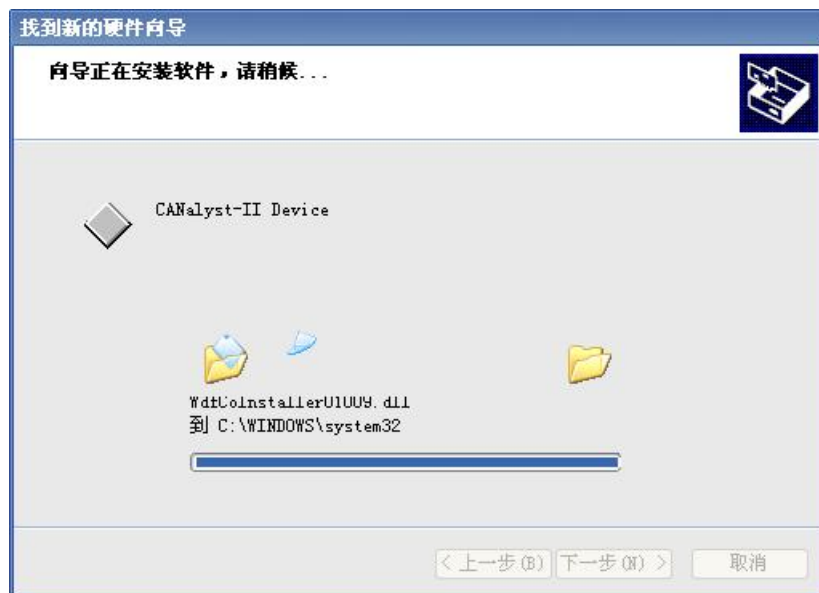 找到新的硬件向导
向导正在安装软件，请稍候...
CANalyst-II Device
WdfCoInstaller01009.dll
到 C:\WINDOWS\system32
< 上一步(B) 下一步(N) > 取消